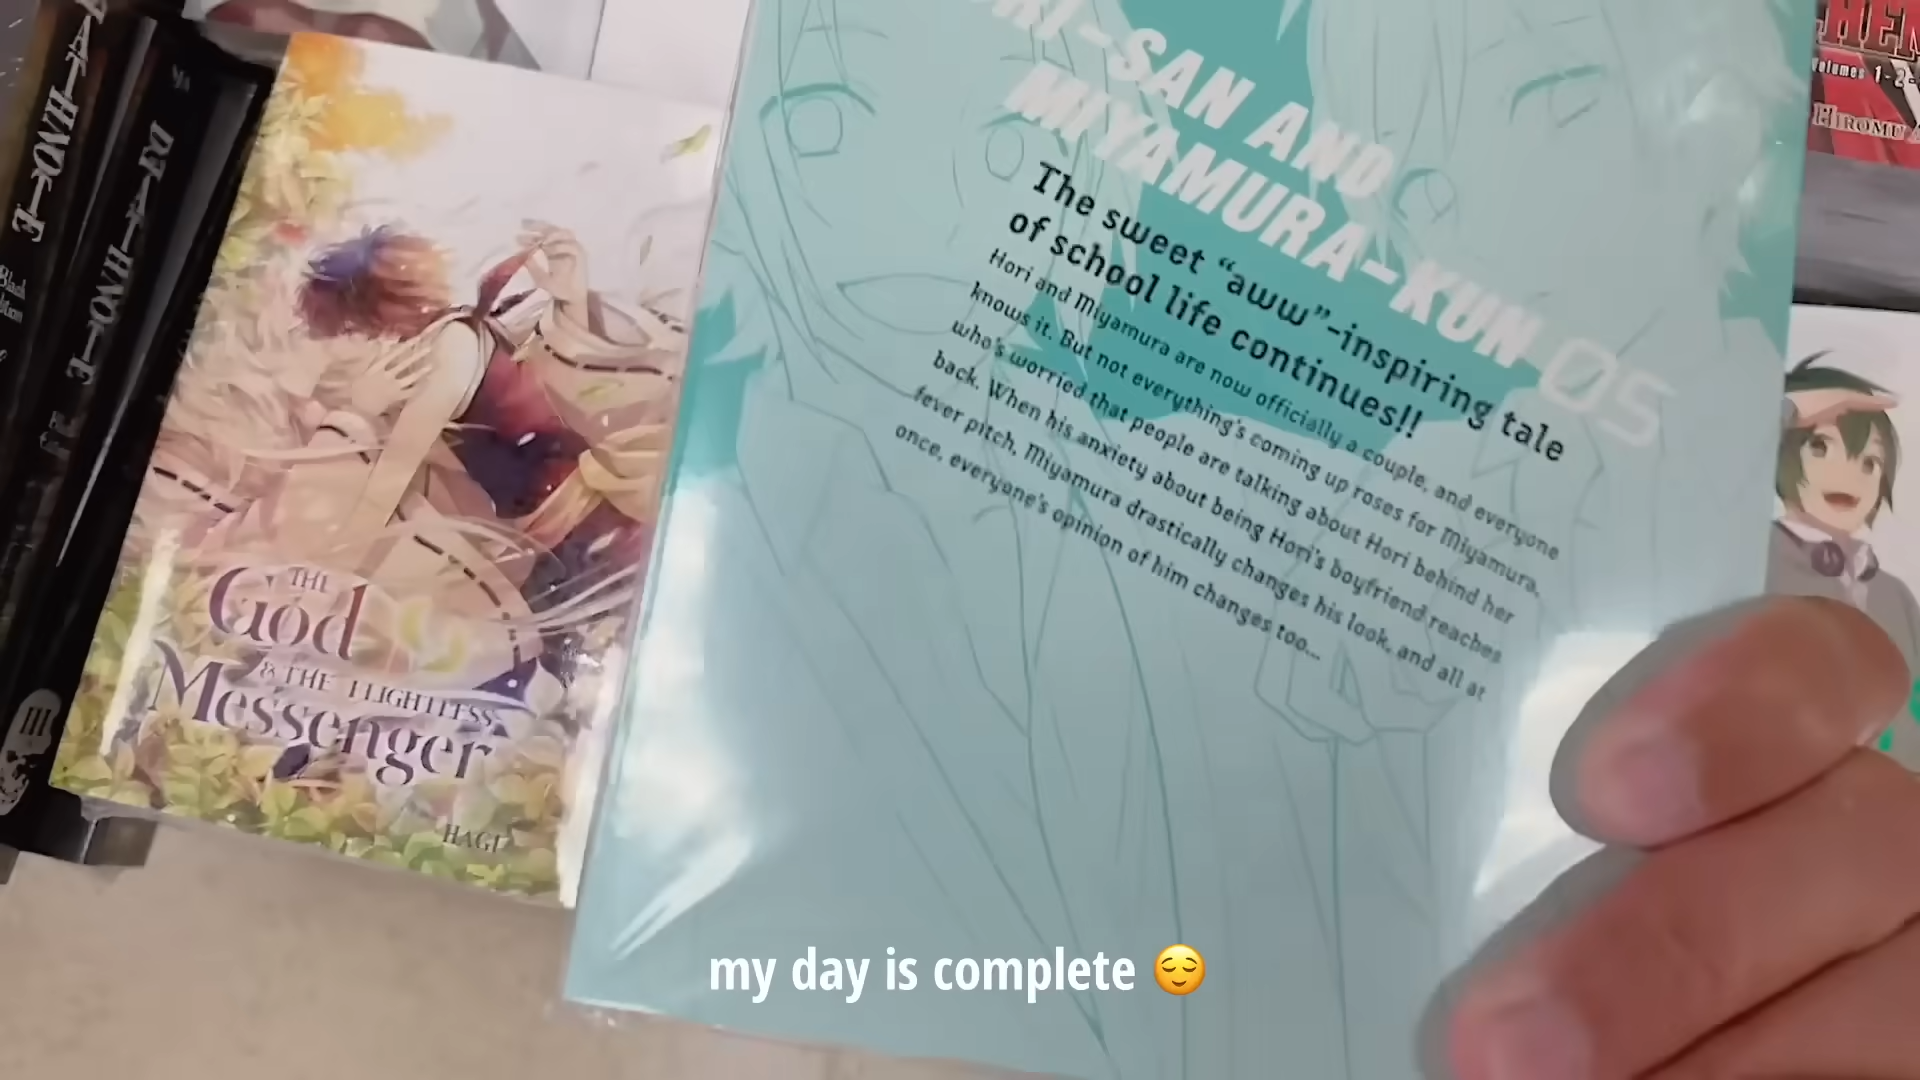 DEATH NOTE
Black
DEATH NOTE
III
THE
God
& THE FLIGHTLESS
Messenger
HAGI
-SAN AND
MIYAMURA-KUN 05
The sweet “aww”-inspiring tale
of school life continues!!
Hori and Miyamura are now officially a couple, and everyone
knows it. But not everything's coming up roses for Miyamura,
who's worried that people are talking about Hori behind her
back. When his anxiety about being Hori's boyfriend reaches
fever pitch, Miyamura drastically changes his look, and all at
once, everyone's opinion of him changes too...
Volumes 1-2-
HIROMU
my day is complete 😌